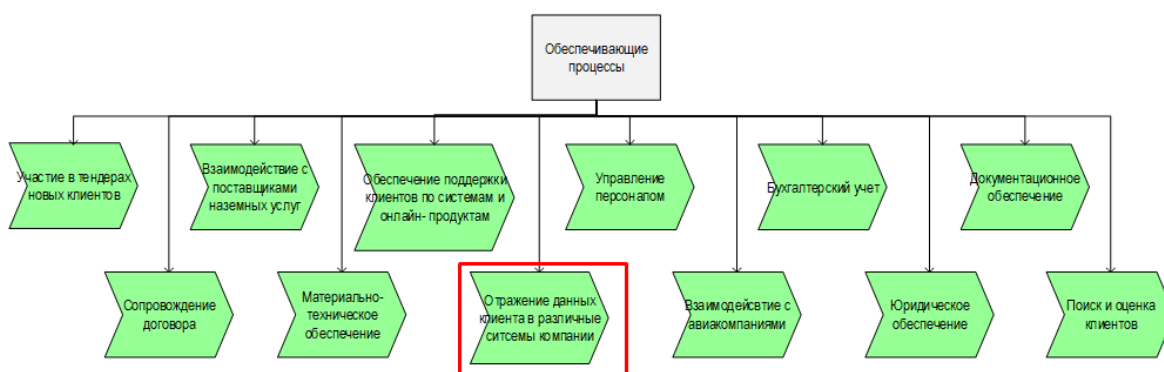 Обеспечивающие
процессы
Участие в тендерах
новых клиентов
Взаимодействие с
поставщиками
наземных услуг
Обеспечение поддержки
клиентов по системам и
онлайн- продуктам
Управление
персоналом
Бухгалтерский учет
Документационное
обеспечение
Сопровождение
договора
Материально-
техническое
обеспечение
Отражение данных
клиента в различные
ситсемы компании
Взаимодейсвтие с
авиакомпаниями
Юридическое
обеспечение
Поиск и оценка
клиентов